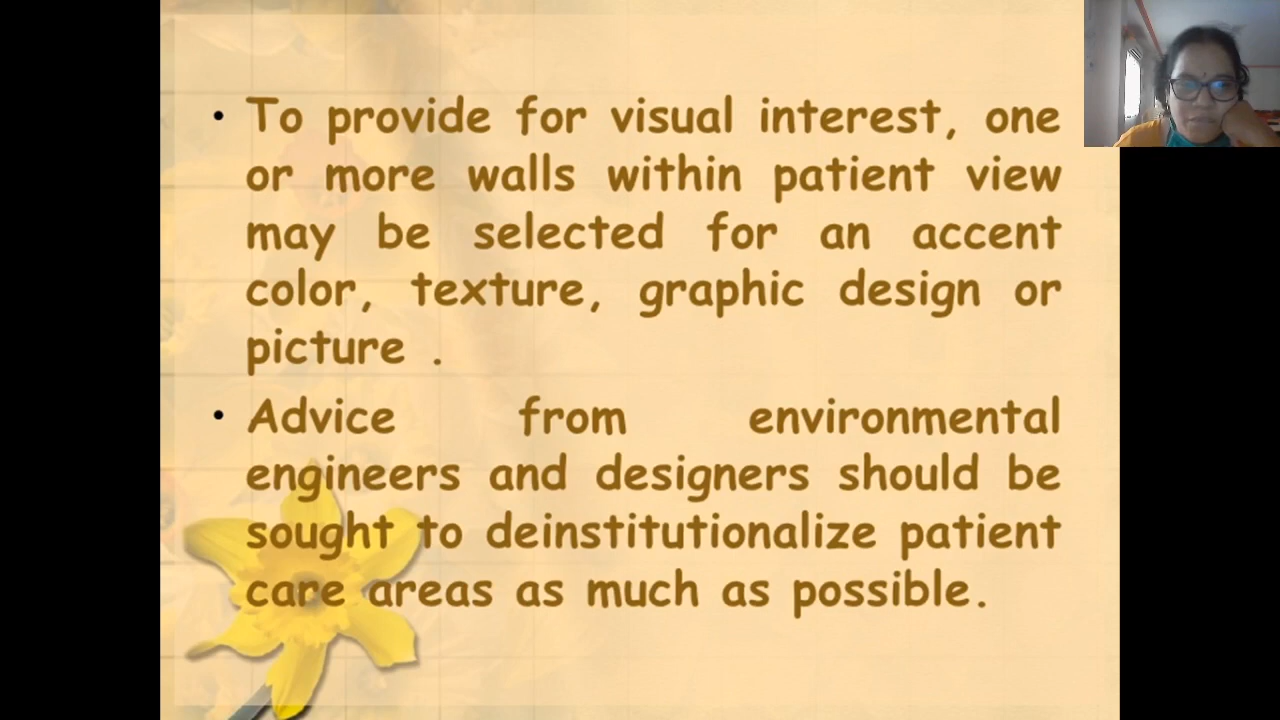 • To provide for visual interest, one
or more walls within patient view
may be selected for an accent
color, texture, graphic design or
picture .
• Advice from environmental
engineers and designers should be
sought to deinstitutionalize patient
care areas as much as possible.